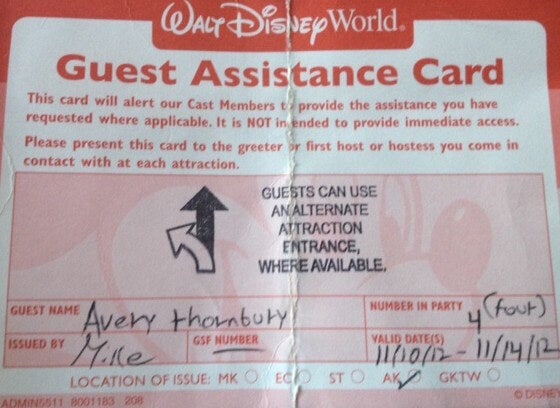 WALT DISNEY World.
Guest Assistance Card
This card will alert our Cast Members to provide the assistance you have
requested where applicable. It is NOT intended to provide immediate access.
Please present this card to the greeter or first host or hostess you come in
contact with at each attraction.
GUESTS CAN USE
AN ALTERNATE
ATTRACTION
ENTRANCE,
WHERE AVAILABLE.
GUEST NAME Avery thornbury NUMBER IN PARTY 4 (four)
ISSUED BY Mike GSF NUMBER VALID DATE(S) 11/10/12 - 11/14/12
LOCATION OF ISSUE: MK EC ST AK GKTW
ADMIN5511 8001183 208 © DISNEY